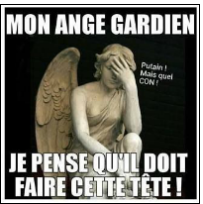 MON ANGE GARDIEN
Putain !
Mais quel
CON !
JE PENSE QU'IL DOIT
FAIRE CETTE TÊTE !